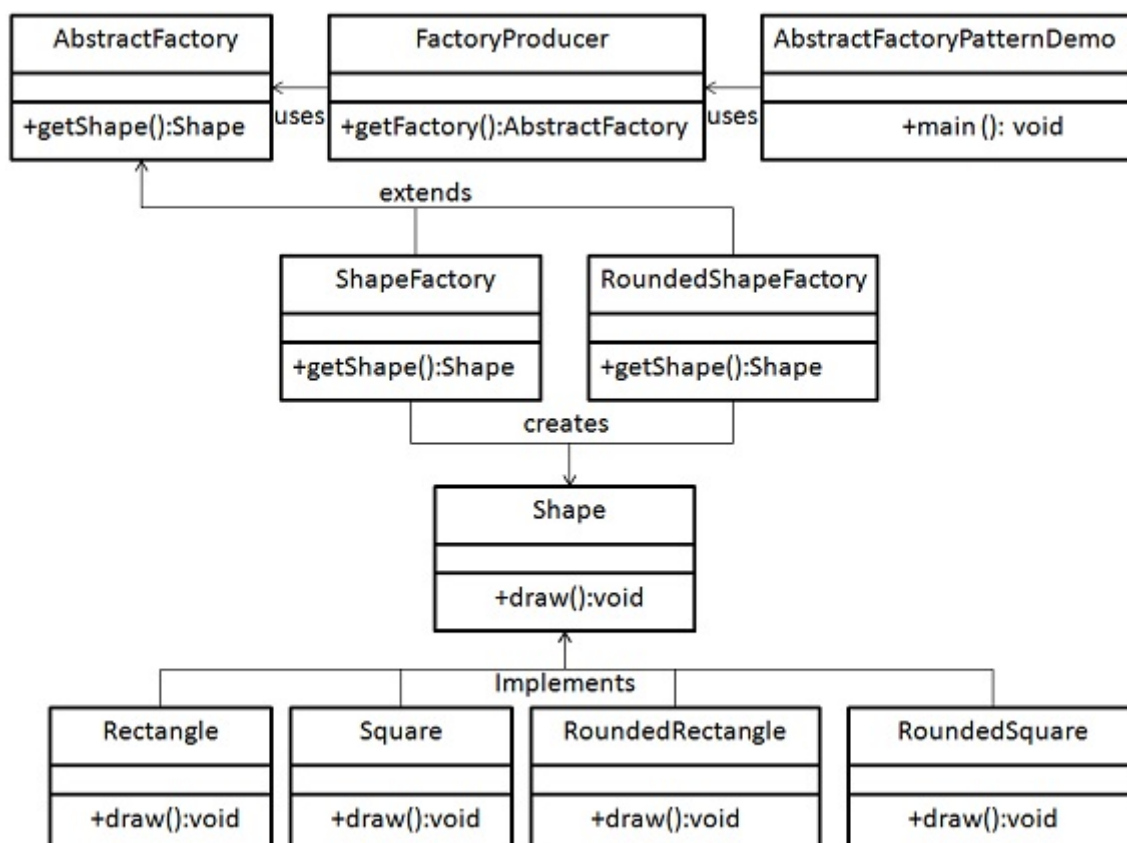 AbstractFactory
FactoryProducer
AbstractFactoryPatternDemo
+getShape():Shape
uses
+getFactory():AbstractFactory
uses
+main (): void
extends
ShapeFactory
RoundedShapeFactory
+getShape():Shape
+getShape():Shape
creates
Shape
+draw():void
Implements
Rectangle
Square
RoundedRectangle
RoundedSquare
+draw():void
+draw():void
+draw():void
+draw():void